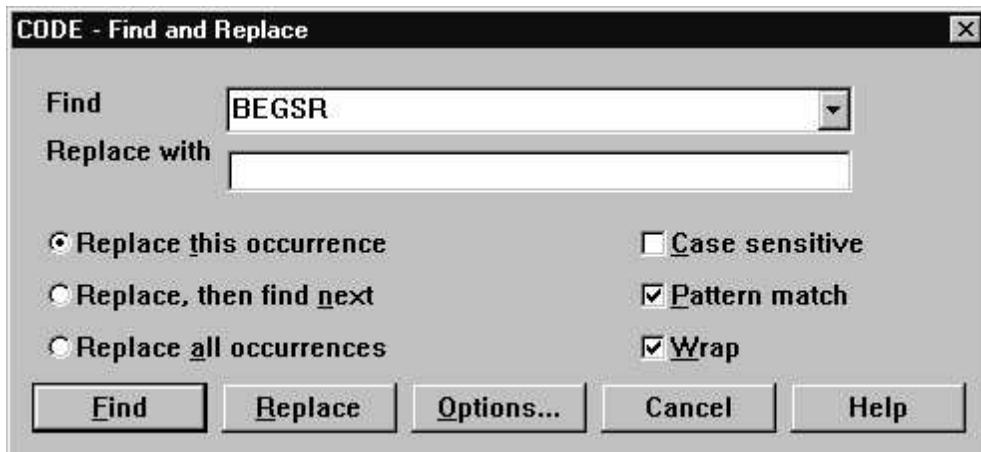 CODE - Find and Replace
Find BEGSR
Replace with
Replace this occurrence Case sensitive
Replace, then find next Pattern match
Replace all occurrences Wrap
Find Replace Options... Cancel Help